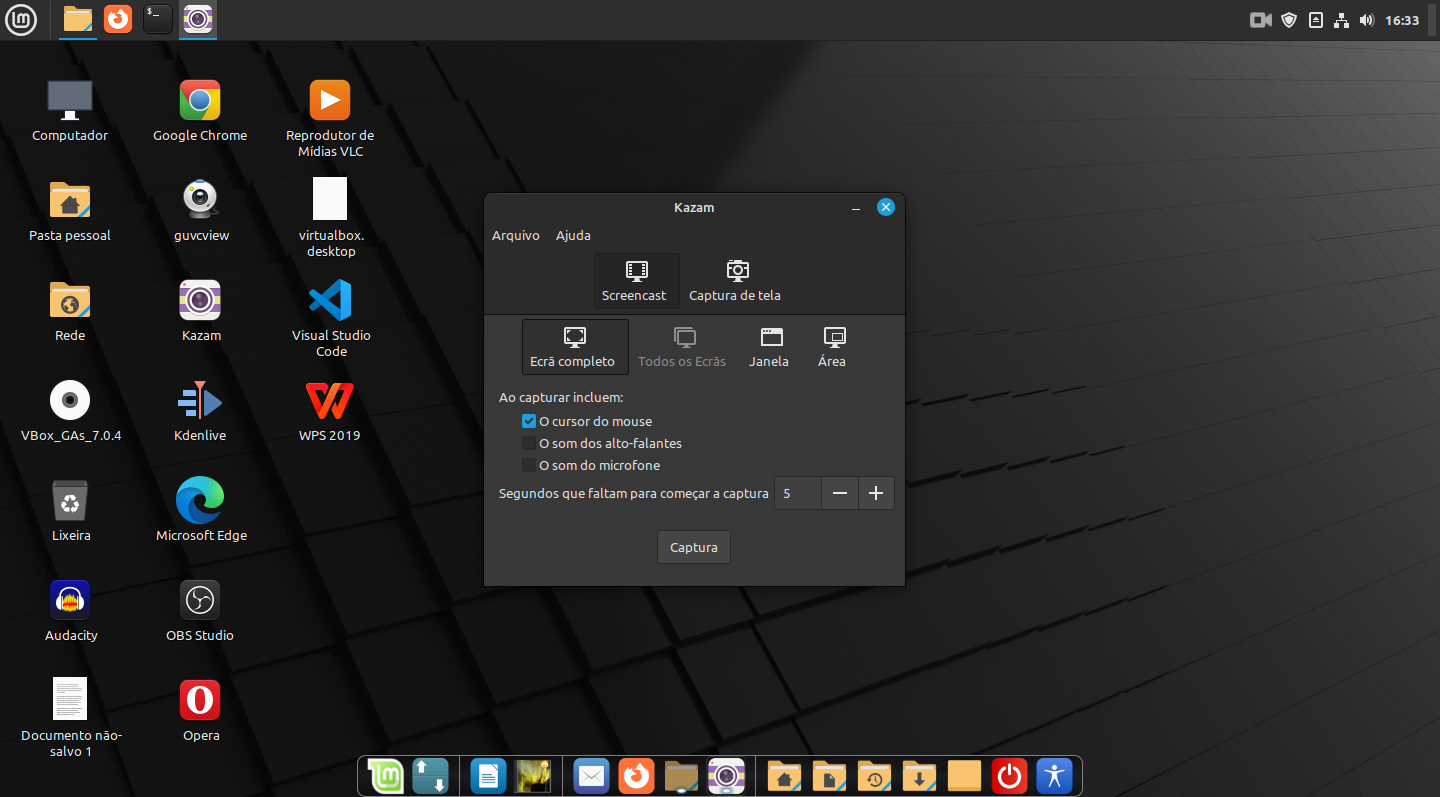 16:33
Computador
Google Chrome
Reprodutor de
Mídias VLC
Pasta pessoal
guvcview
virtualbox.
desktop
Rede
Kazam
Visual Studio
Code
VBox_GAs_7.0.4
Kdenlive
WPS 2019
Lixeira
Microsoft Edge
Audacity
OBS Studio
Documento não-
salvo 1
Opera
Kazam
Arquivo Ajuda
Screencast Captura de tela
Ecrã completo Todos os Ecrãs Janela Área
Ao capturar incluem:
O cursor do mouse
O som dos alto-falantes
O som do microfone
Segundos que faltam para começar a captura 5
Captura